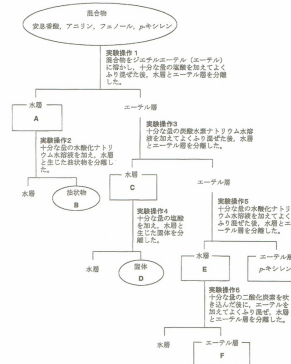 混合物
安息香酸、アニリン、フェノール、p-キシレン
実験操作1
混合物をジエチルエーテル（エーテル）
に溶かし、十分な量の塩酸を加えてよく
ふり混ぜた後、水層とエーテル層を分離
した。
水層
A
エーテル層
実験操作2
十分な量の水酸化ナト
リウム水溶液を加え、水層
と生じた油状物を分離し
た。
水層
油状物
B
実験操作3
十分な量の炭酸水素ナトリウム水溶
液を加えてよくふり混ぜた後、水層
とエーテル層を分離した。
水層
C
エーテル層
実験操作4
十分な量の塩酸
を加え、水層と
生じた固体を分
離した。
水層
固体
D
実験操作5
十分な量の水酸化ナトリ
ウム水溶液を加えてよく
ふり混ぜた後、水層とエ
ーテル層を分離した。
水層
E
エーテル層
p-キシレン
実験操作6
十分な量の二酸化炭素を吹
き込んだ後に、エーテルを
加えてよくふり混ぜ、水層
とエーテル層を分離した。
水層
エーテル層
F